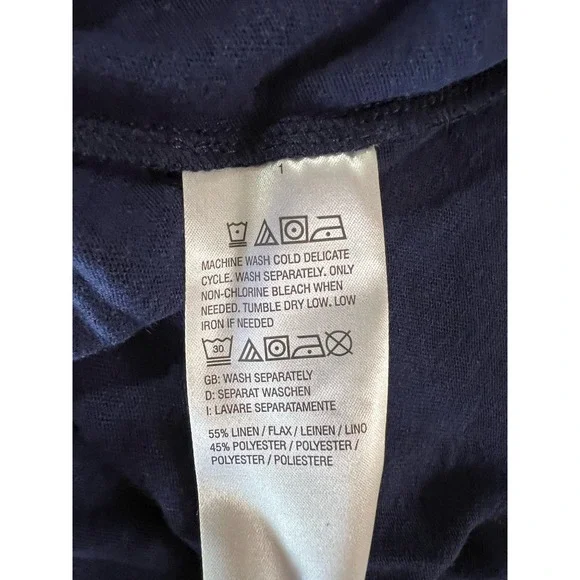 1
MACHINE WASH COLD DELICATE
CYCLE. WASH SEPARATELY. ONLY
NON-CHLORINE BLEACH WHEN
NEEDED. TUMBLE DRY LOW. LOW
IRON IF NEEDED
30
GB: WASH SEPARATELY
D: SEPARAT WASCHEN
I: LAVARE SEPARATAMENTE
55% LINEN / FLAX / LEINEN / LINO
45% POLYESTER / POLYESTER /
POLYESTER / POLIESTERE